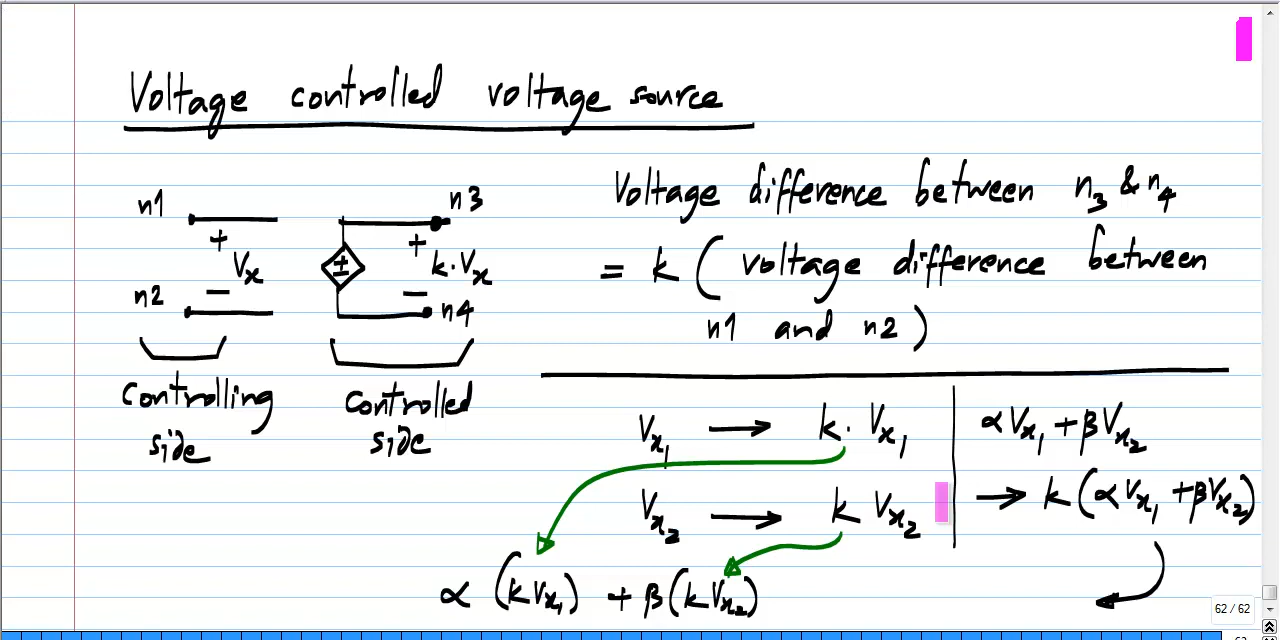 Voltage controlled voltage source
n1
+
Vx
−
n2
±
n3
+
k·Vx
−
n4
Controlling
side
Controlled
side
Voltage difference between n3 & n4
= k ( voltage difference between
n1 and n2 )
Vx1 → k· Vx1
Vx2 → k Vx2
α (kVx1) + β(kVx2)
αVx1 + βVx2
→ k(αVx1 + βVx2)
62 / 62